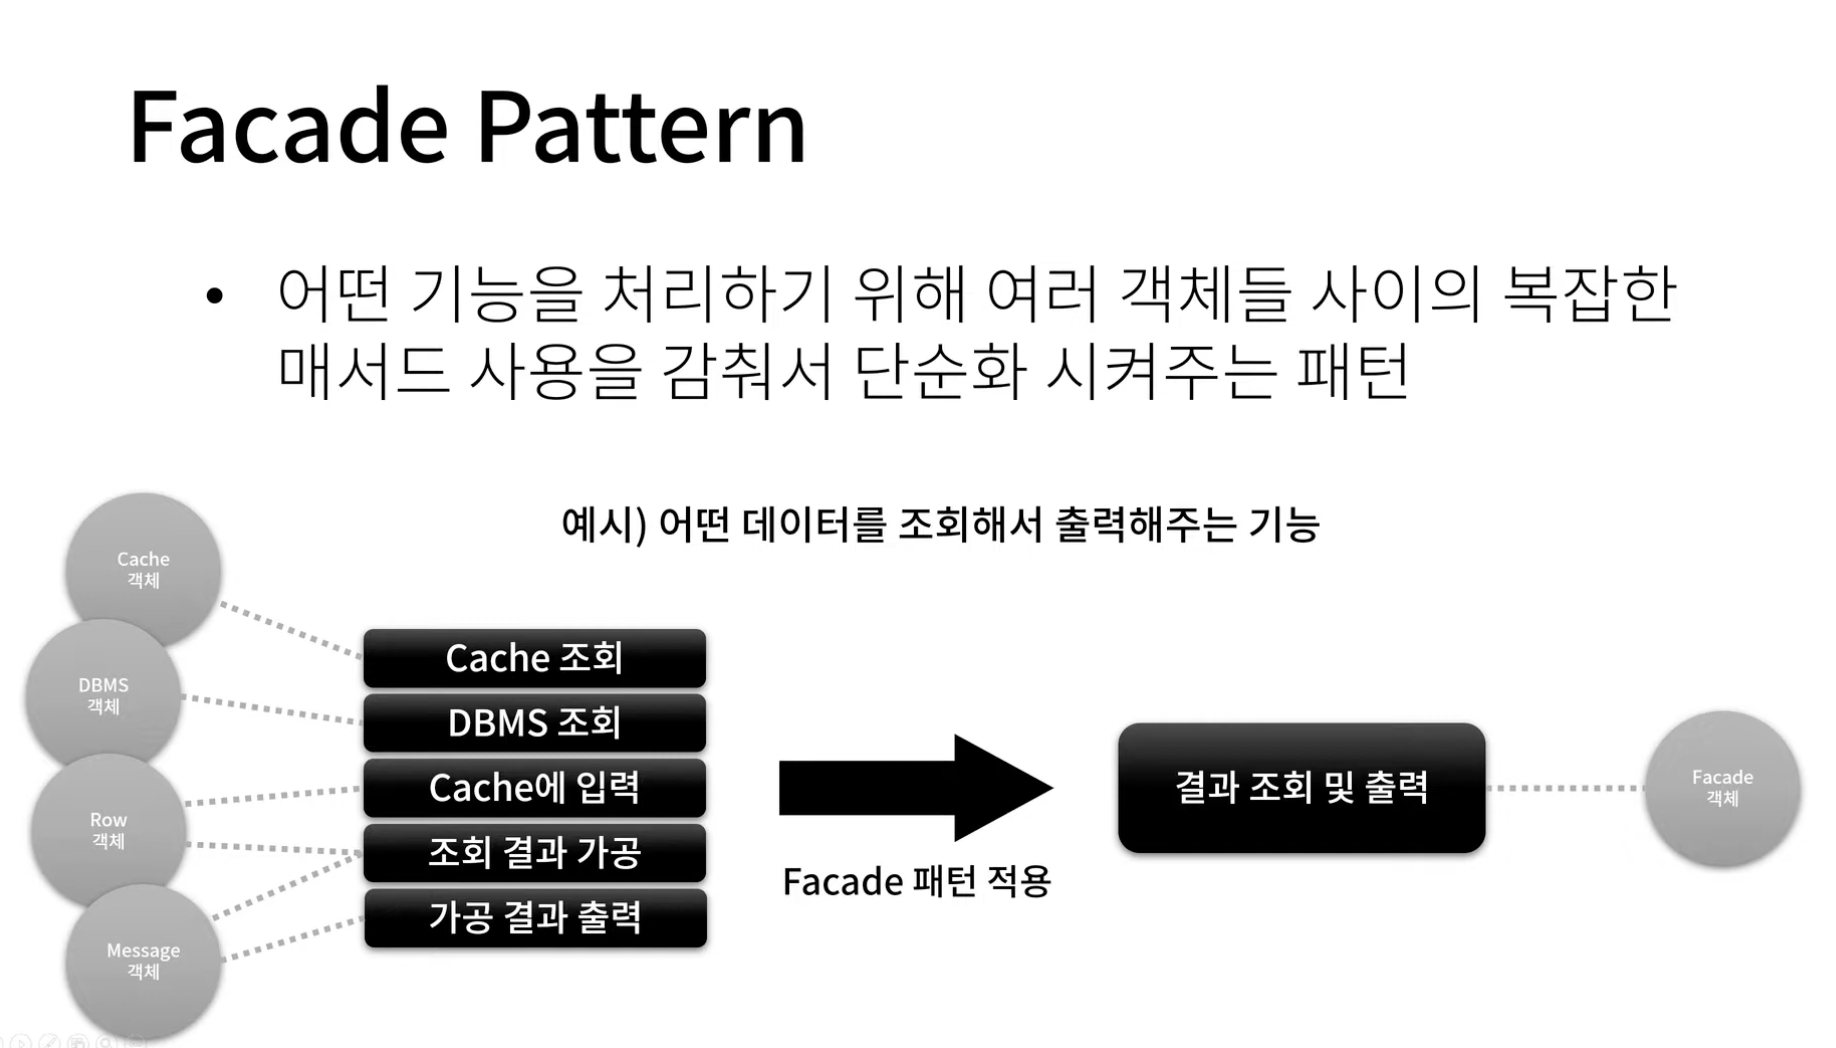 Facade Pattern
• 어떤 기능을 처리하기 위해 여러 객체들 사이의 복잡한
매서드 사용을 감춰서 단순화 시켜주는 패턴
예시) 어떤 데이터를 조회해서 출력해주는 기능
Cache
객체
DBMS
객체
Row
객체
Message
객체
Cache 조회
DBMS 조회
Cache에 입력
조회 결과 가공
가공 결과 출력
Facade 패턴 적용
결과 조회 및 출력
Facade
객체